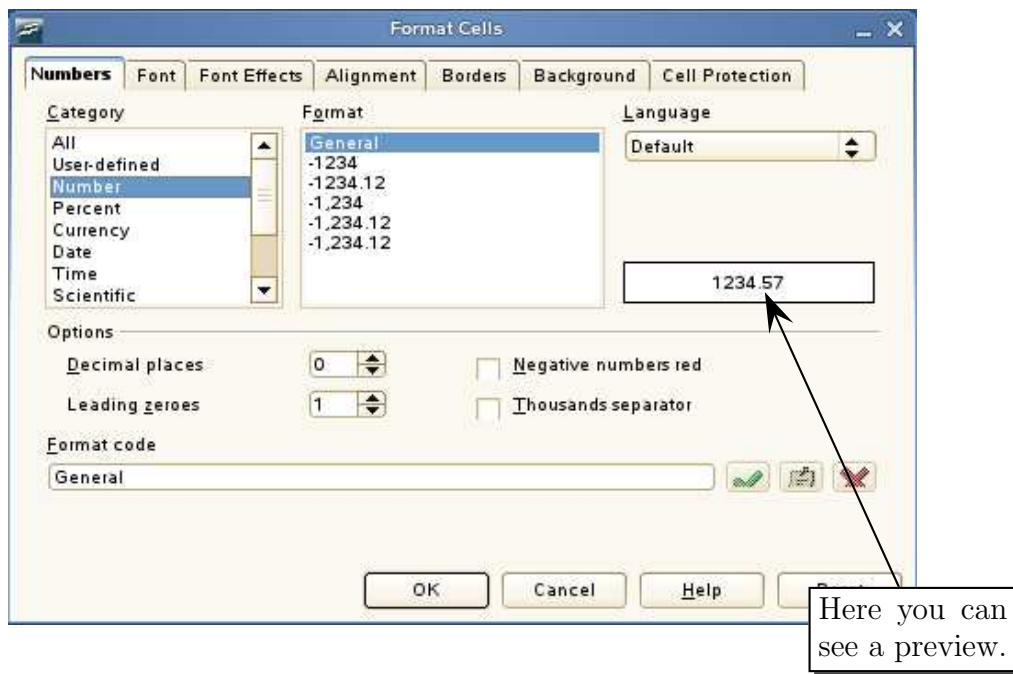 Format Cells
Numbers Font Font Effects Alignment Borders Background Cell Protection
Category Format Language
All
User-defined
Number
Percent
Currency
Date
Time
Scientific
General
-1234
-1234.12
-1,234
-1,234.12
-1,234.12
Default
1234.57
Options
Decimal places 0 Negative numbers red
Leading zeroes 1 Thousands separator
Format code
General
OK Cancel Help
Here you can
see a preview.